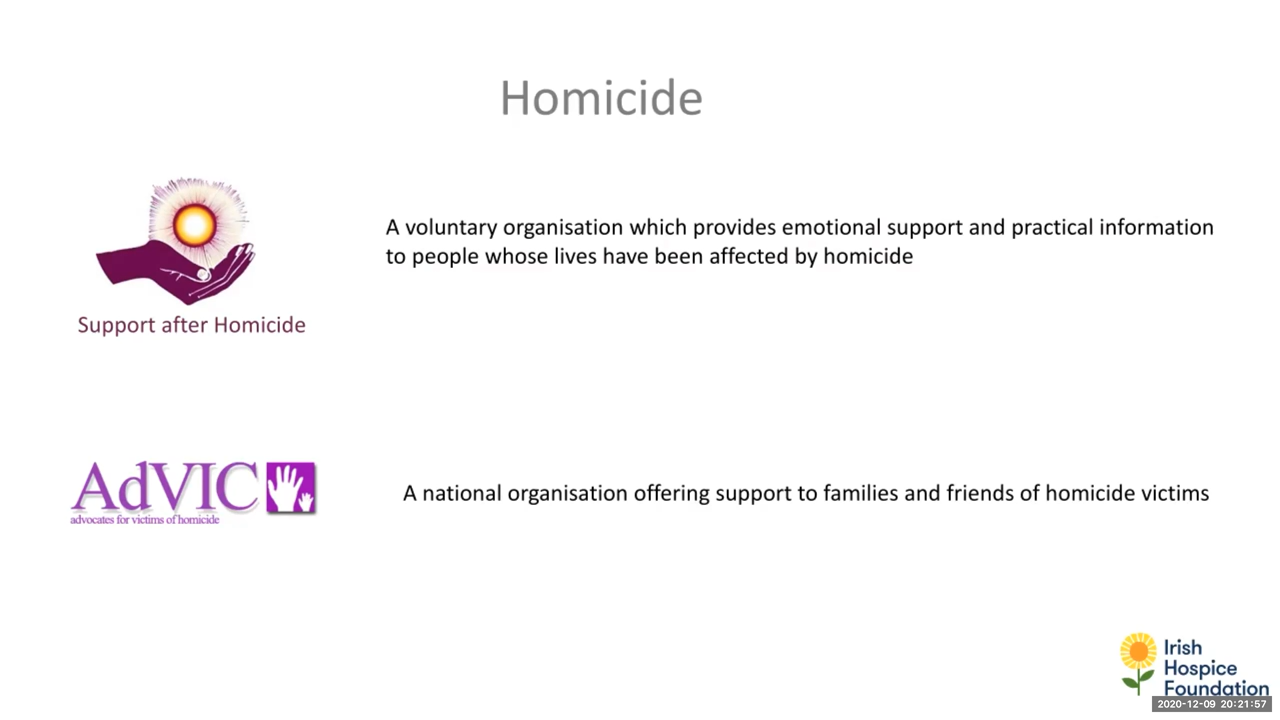 Homicide
A voluntary organisation which provides emotional support and practical information
to people whose lives have been affected by homicide
Support after Homicide
AdVIC
advocates for victims of homicide
A national organisation offering support to families and friends of homicide victims
Irish
Hospice
Foundation
2020-12-09 20:21:57